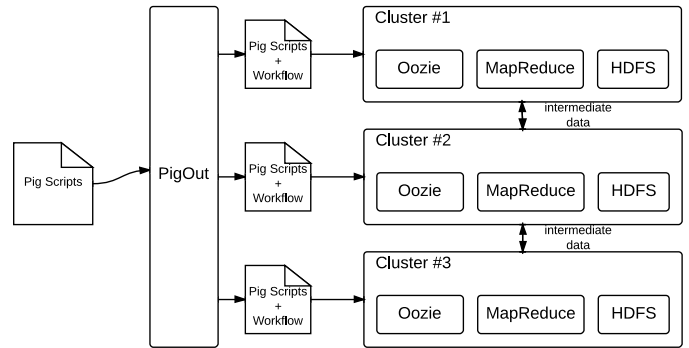 Pig Scripts
PigOut
Pig Scripts
+
Workflow
Cluster #1
Oozie
MapReduce
HDFS
intermediate
data
Pig Scripts
+
Workflow
Cluster #2
Oozie
MapReduce
HDFS
intermediate
data
Pig Scripts
+
Workflow
Cluster #3
Oozie
MapReduce
HDFS